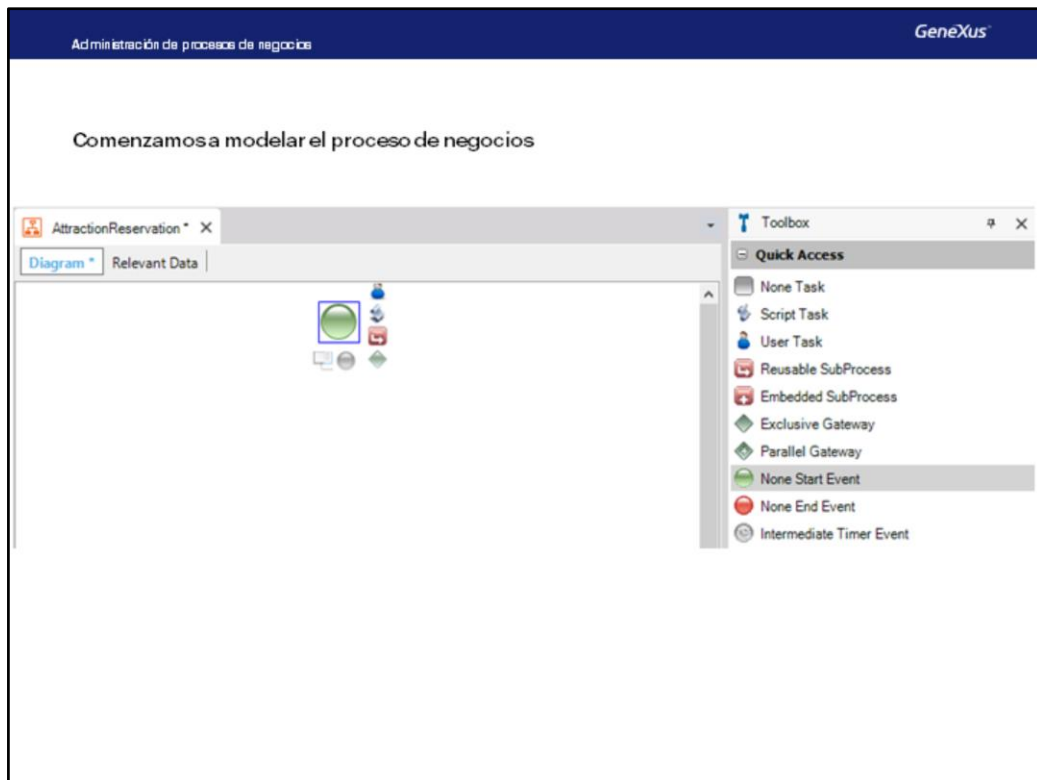 Administración de procesos de negocios
GeneXus™
Comenzamos a modelar el proceso de negocios
AttractionReservation * X
Diagram * Relevant Data
Toolbox
Quick Access
None Task
Script Task
User Task
Reusable SubProcess
Embedded SubProcess
Exclusive Gateway
Parallel Gateway
None Start Event
None End Event
Intermediate Timer Event